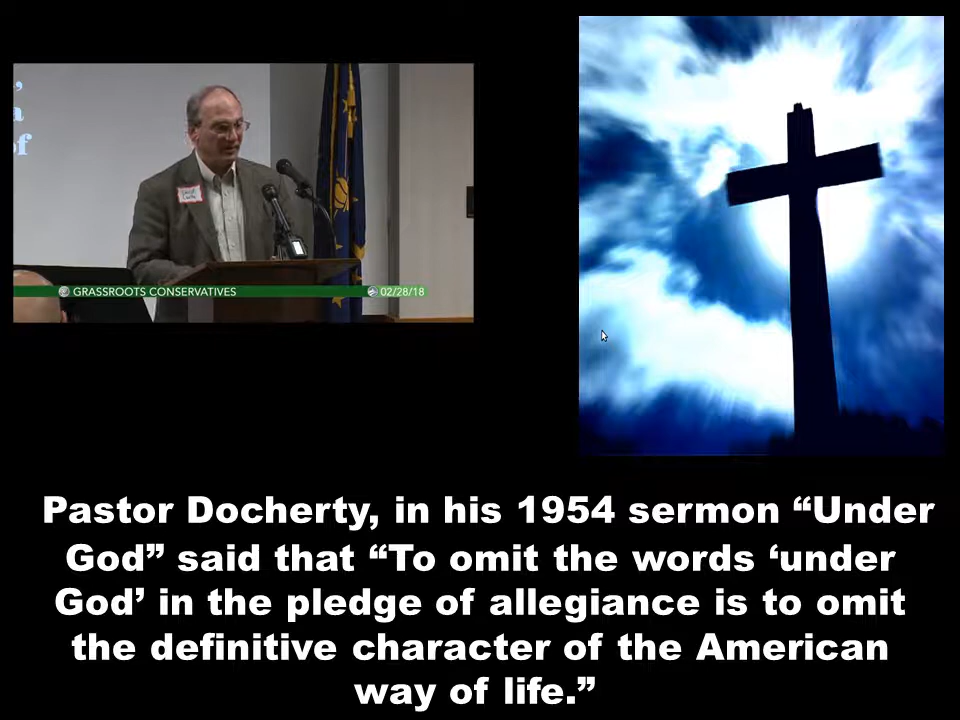 ,
a
of
GRASSROOTS CONSERVATIVES
02/28/18
Pastor Docherty, in his 1954 sermon “Under
God” said that “To omit the words ‘under
God’ in the pledge of allegiance is to omit
the definitive character of the American
way of life.”